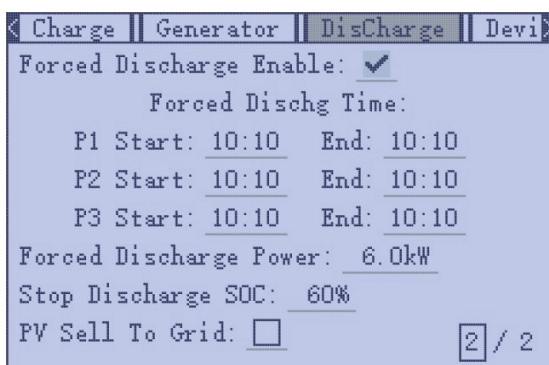 Charge Generator DisCharge Devi
Forced Discharge Enable:
Forced Dischg Time:
P1 Start: 10:10 End: 10:10
P2 Start: 10:10 End: 10:10
P3 Start: 10:10 End: 10:10
Forced Discharge Power: 6.0kW
Stop Discharge SOC: 60%
PV Sell To Grid:
2 / 2